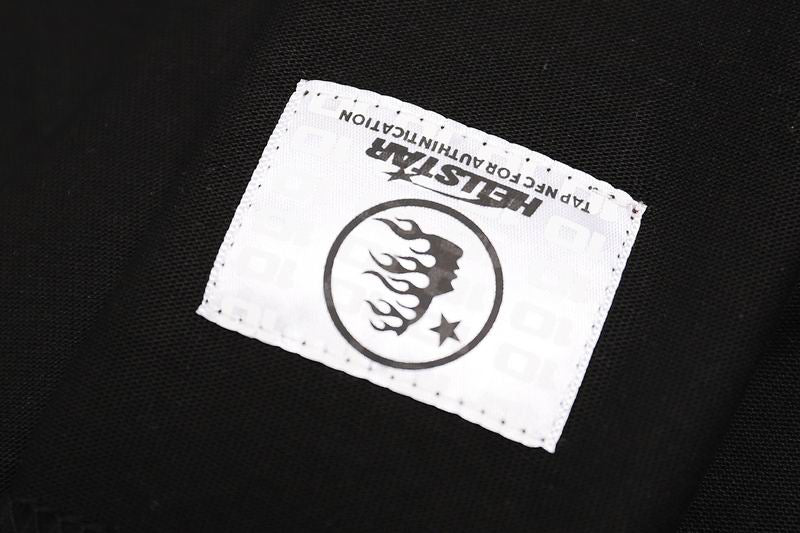 HELLSTAR
TAP NFC FOR AUTHINTICATION